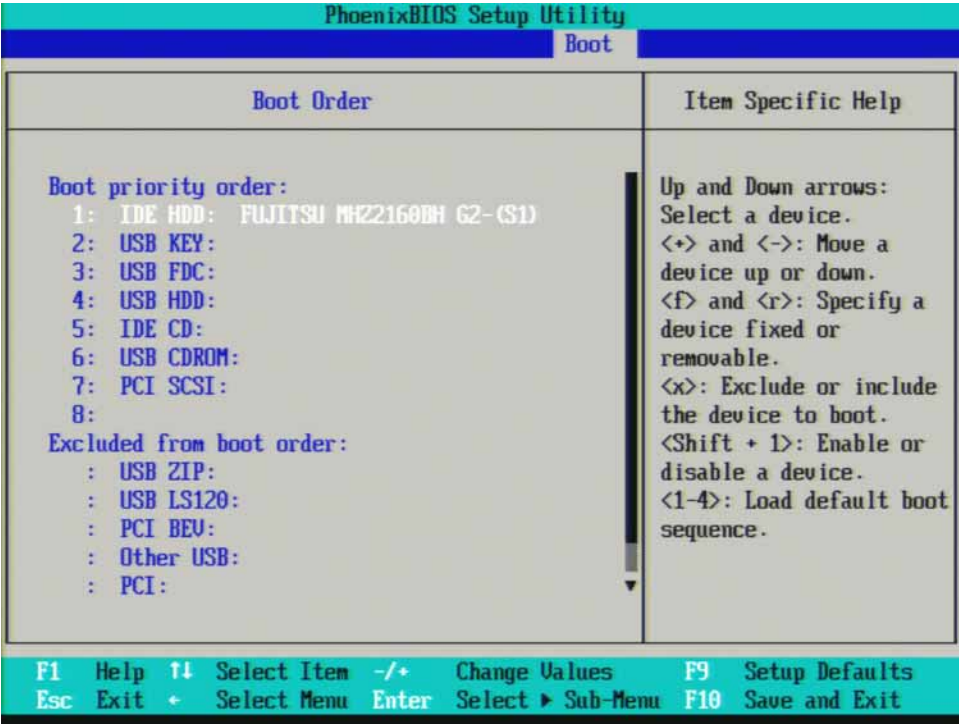 PhoenixBIOS Setup Utility
Boot
Boot Order
Item Specific Help
Boot priority order:
1: IDE HDD: FUJITSU MHZ2160BH G2-(S1)
2: USB KEY:
3: USB FDC:
4: USB HDD:
5: IDE CD:
6: USB CDROM:
7: PCI SCSI:
8:
Excluded from boot order:
: USB ZIP:
: USB LS120:
: PCI BEV:
: Other USB:
: PCI:
Up and Down arrows:
Select a device.
<+> and <->: Move a
device up or down.
<f> and <r>: Specify a
device fixed or
removable.
<x>: Exclude or include
the device to boot.
<Shift + 1>: Enable or
disable a device.
<1-4>: Load default boot
sequence.
F1 Help ↑↓ Select Item -/+ Change Values F9 Setup Defaults
Esc Exit ← Select Menu Enter Select ▶ Sub-Menu F10 Save and Exit